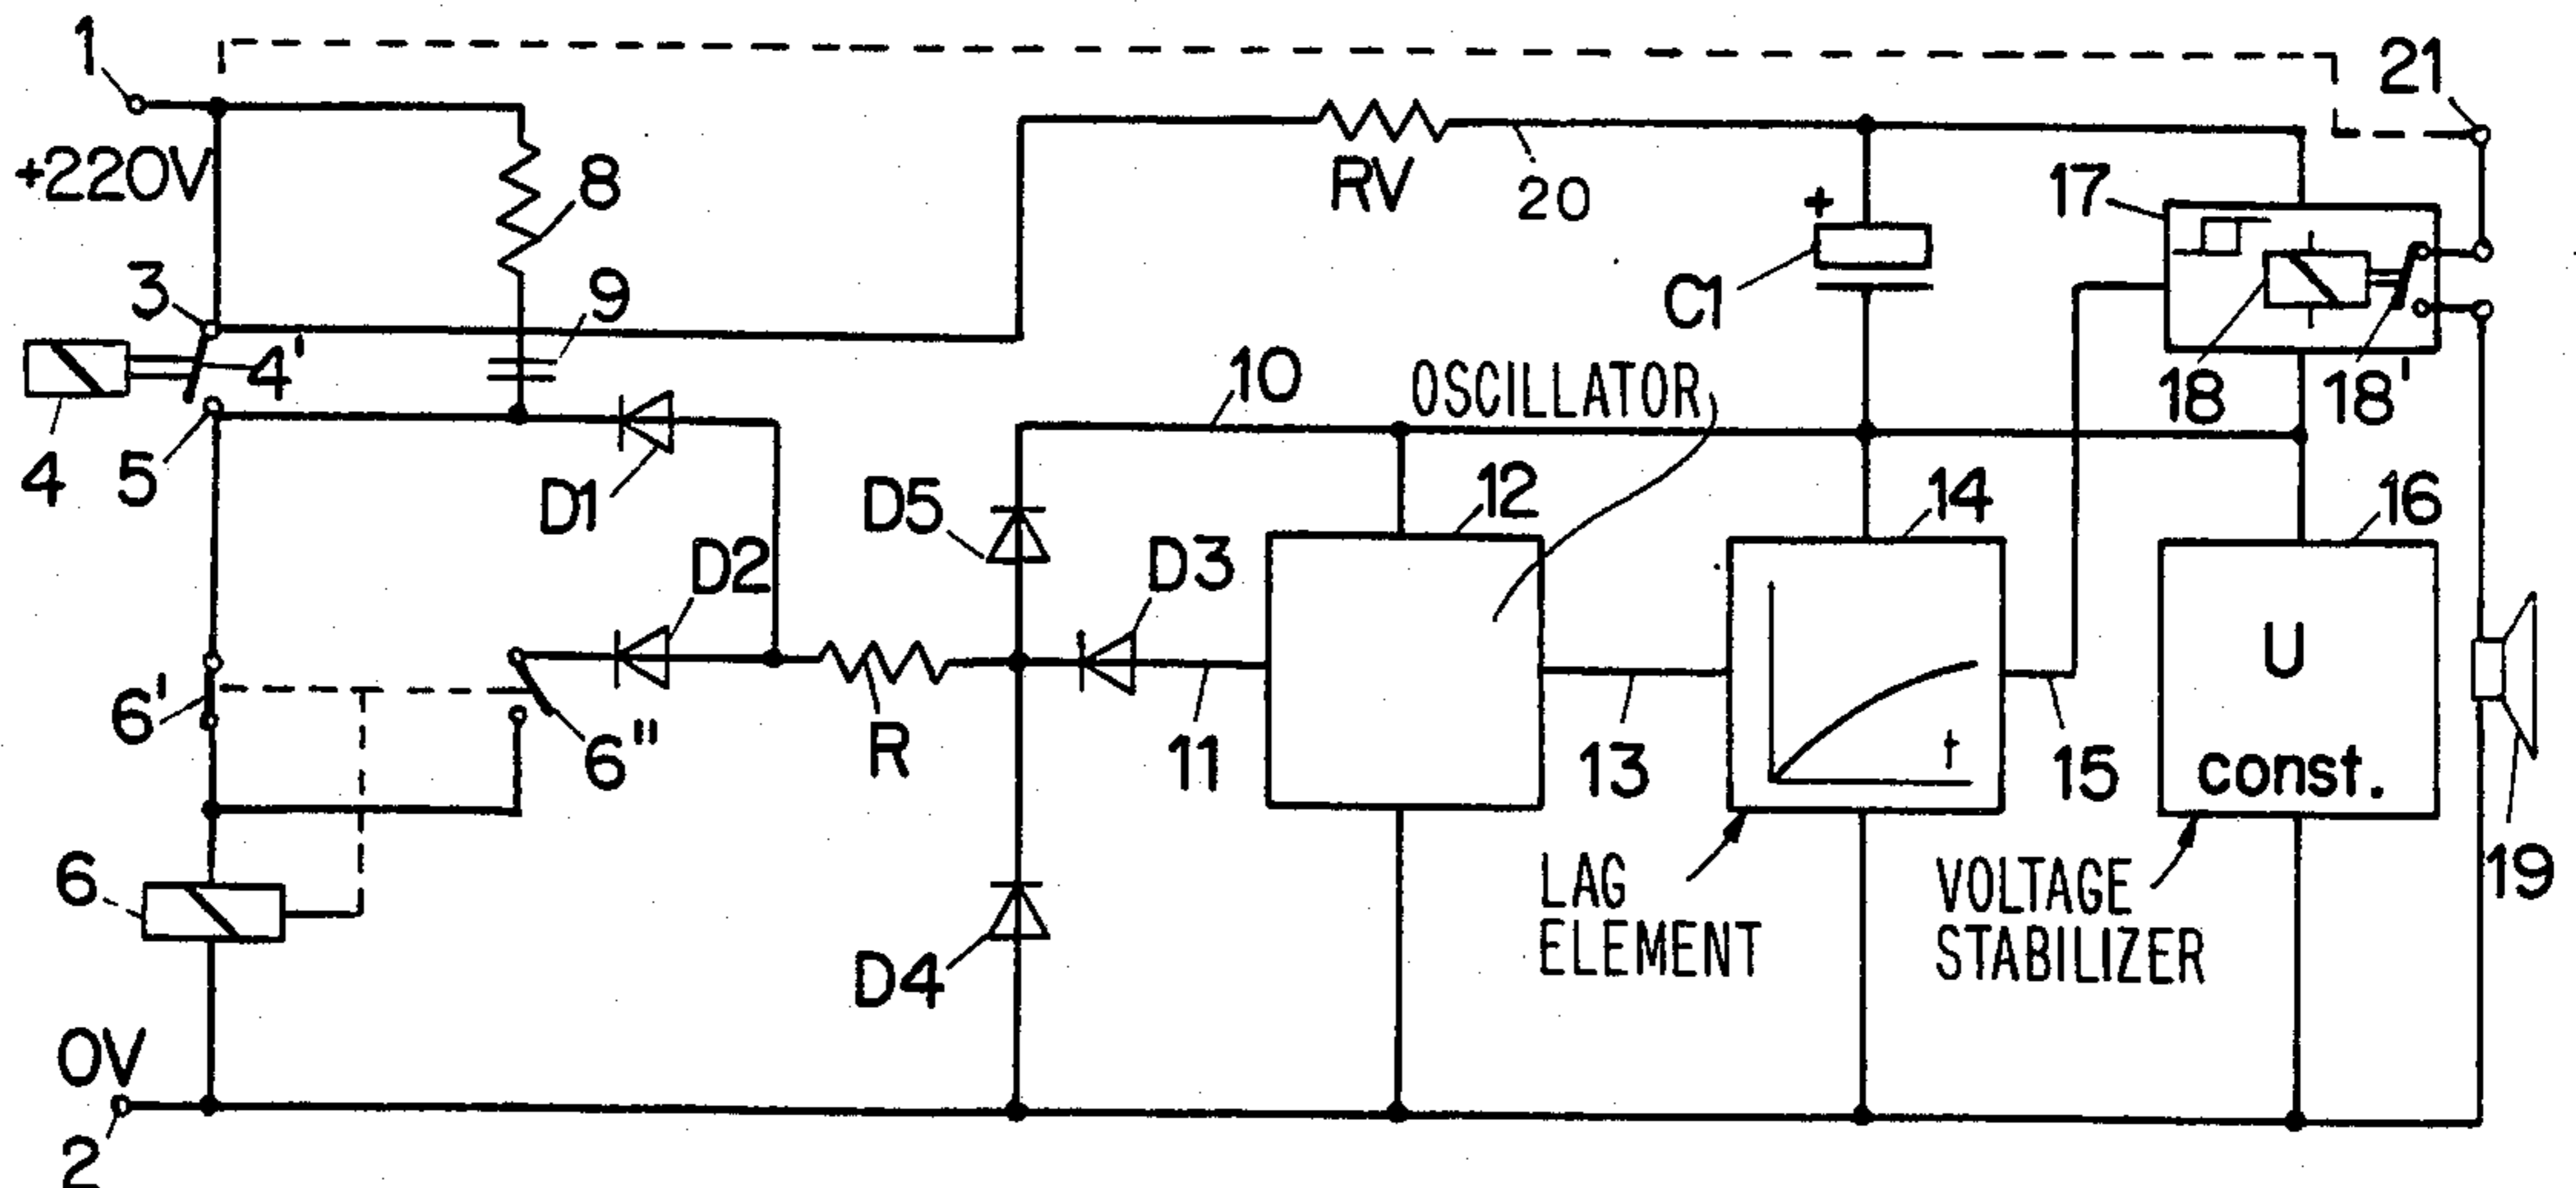 1
21
+220V
8
RV
20
17
3
9
+
4'
C1
10
OSCILLATOR
18
18'
4
5
D1
D5
12
14
16
D2
D3
U
6'
6"
R
11
13
t
15
const.
6
19
LAG
ELEMENT
VOLTAGE
STABILIZER
D4
0V
2